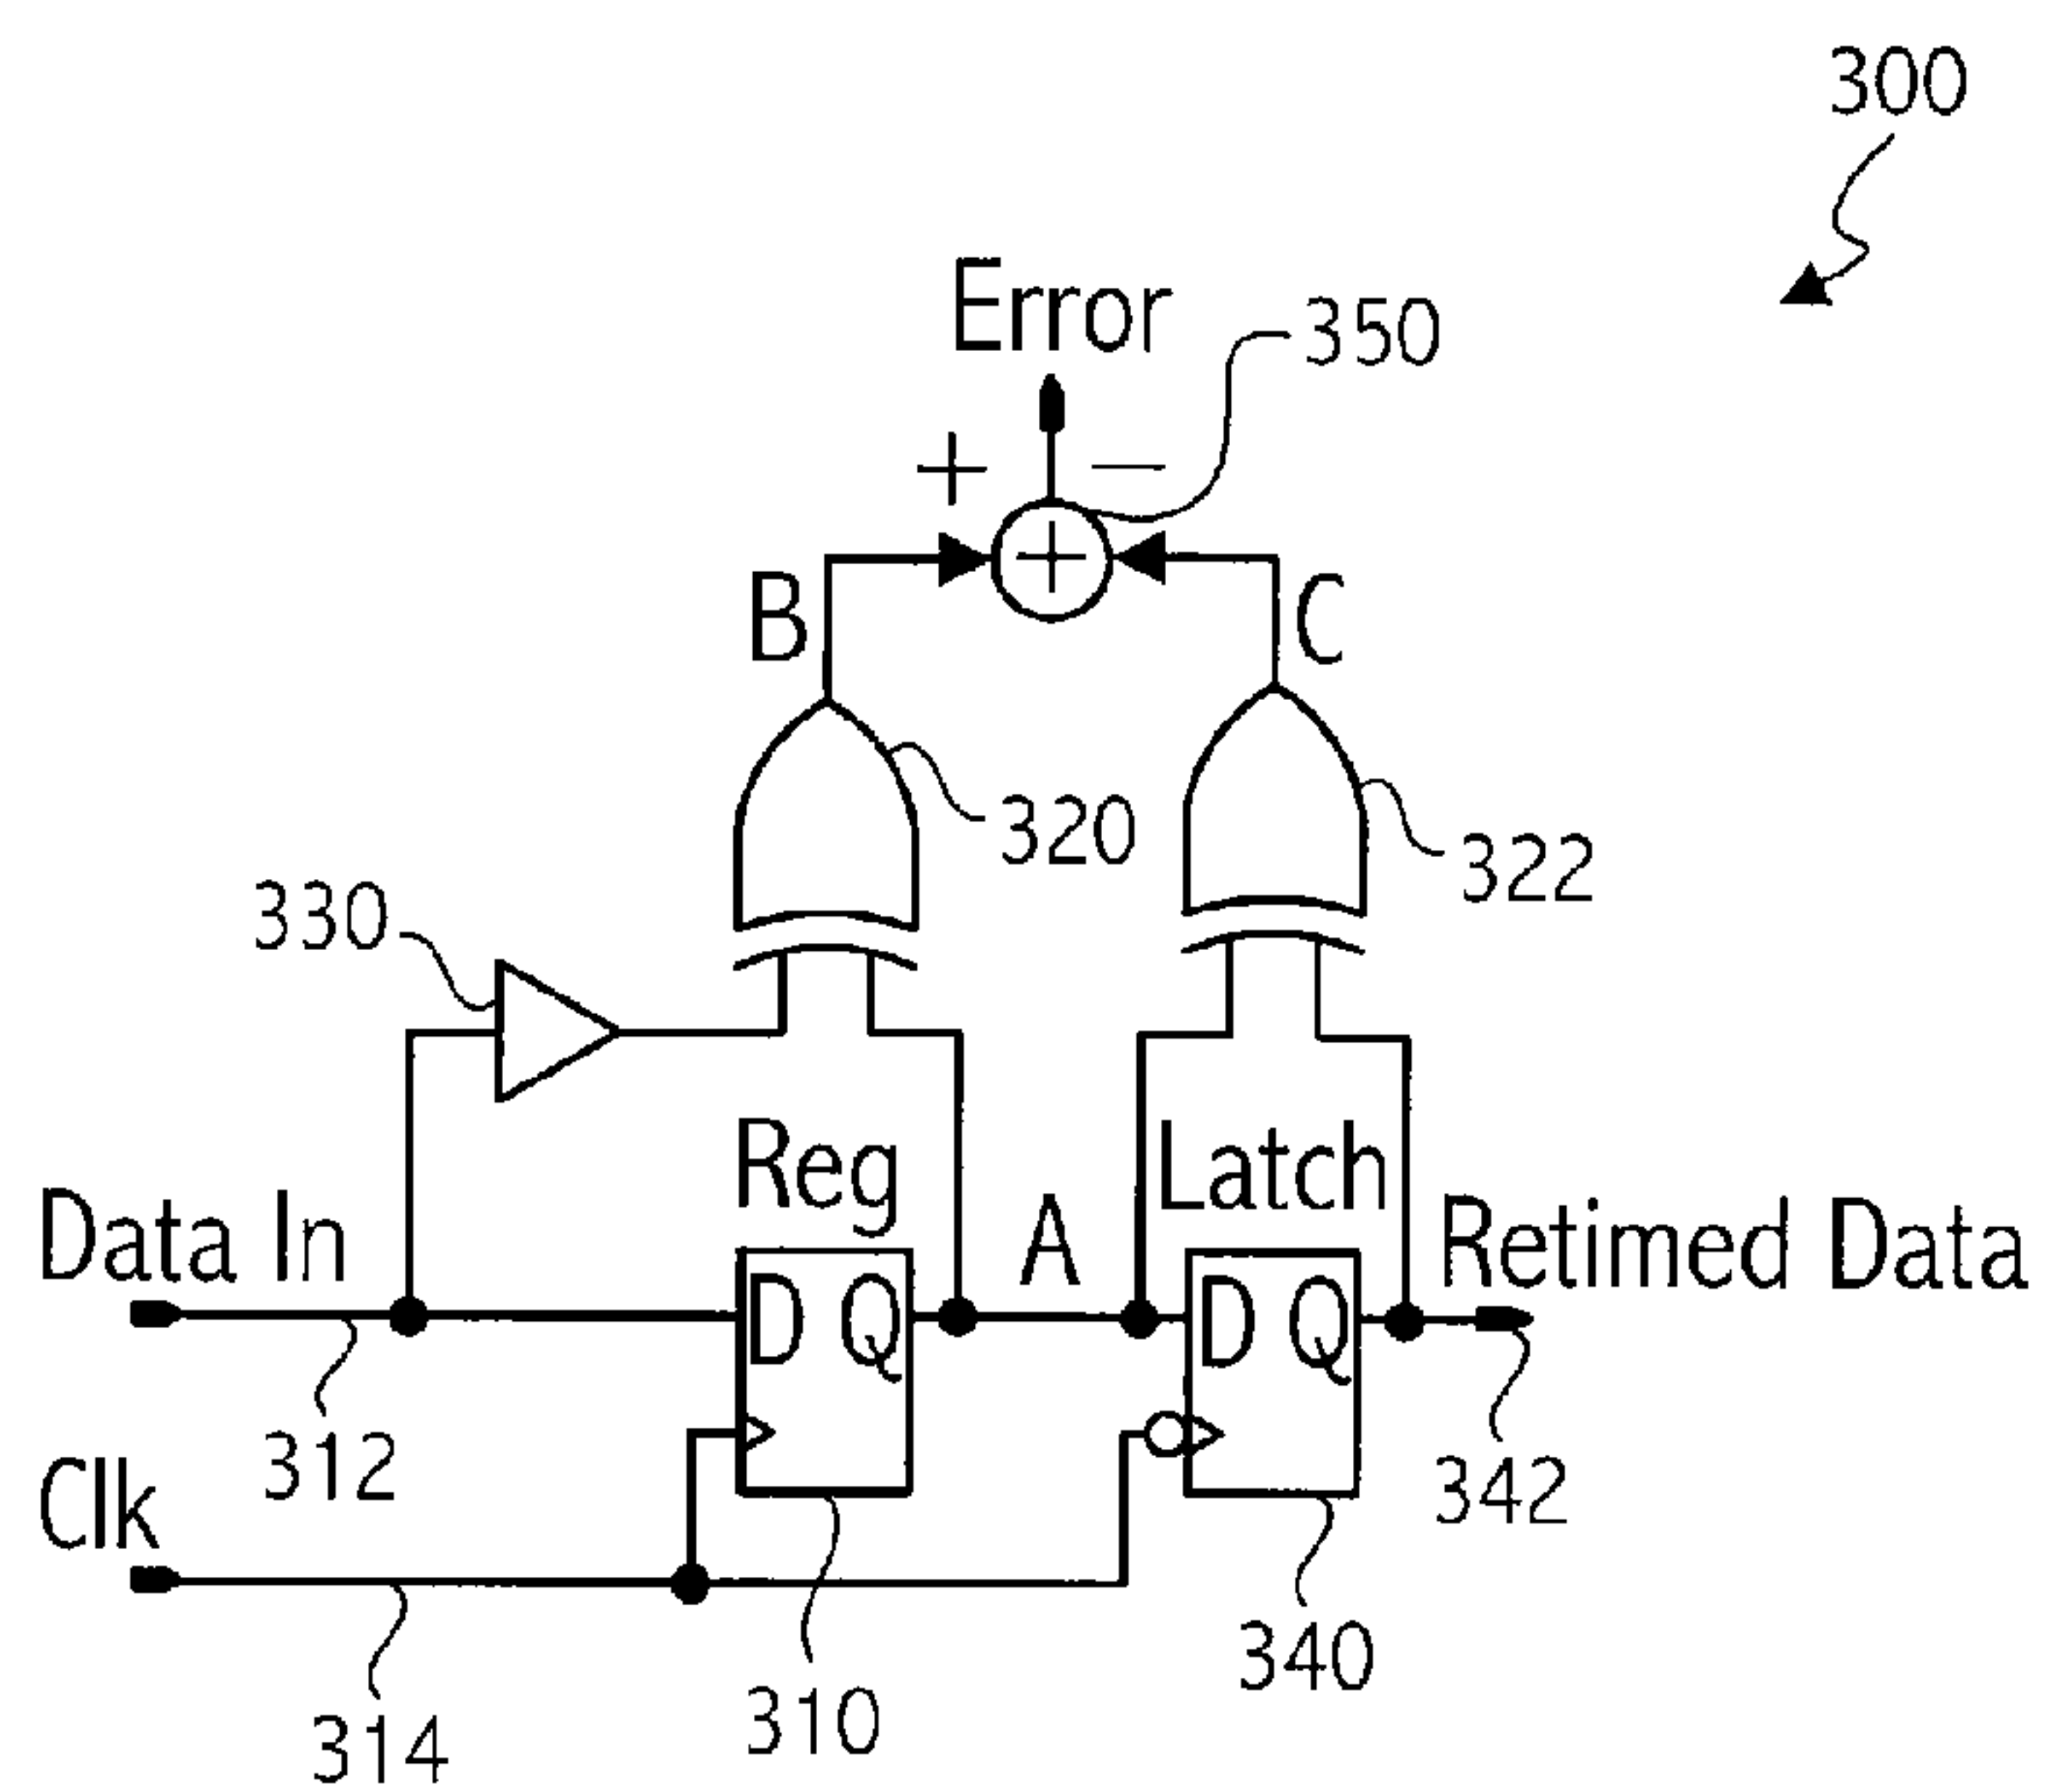 300
Error
350
+ −
B
+
C
320
322
330
Reg
Latch
Data In
A
Retimed Data
D Q
D Q
312
342
Clk
340
310
314